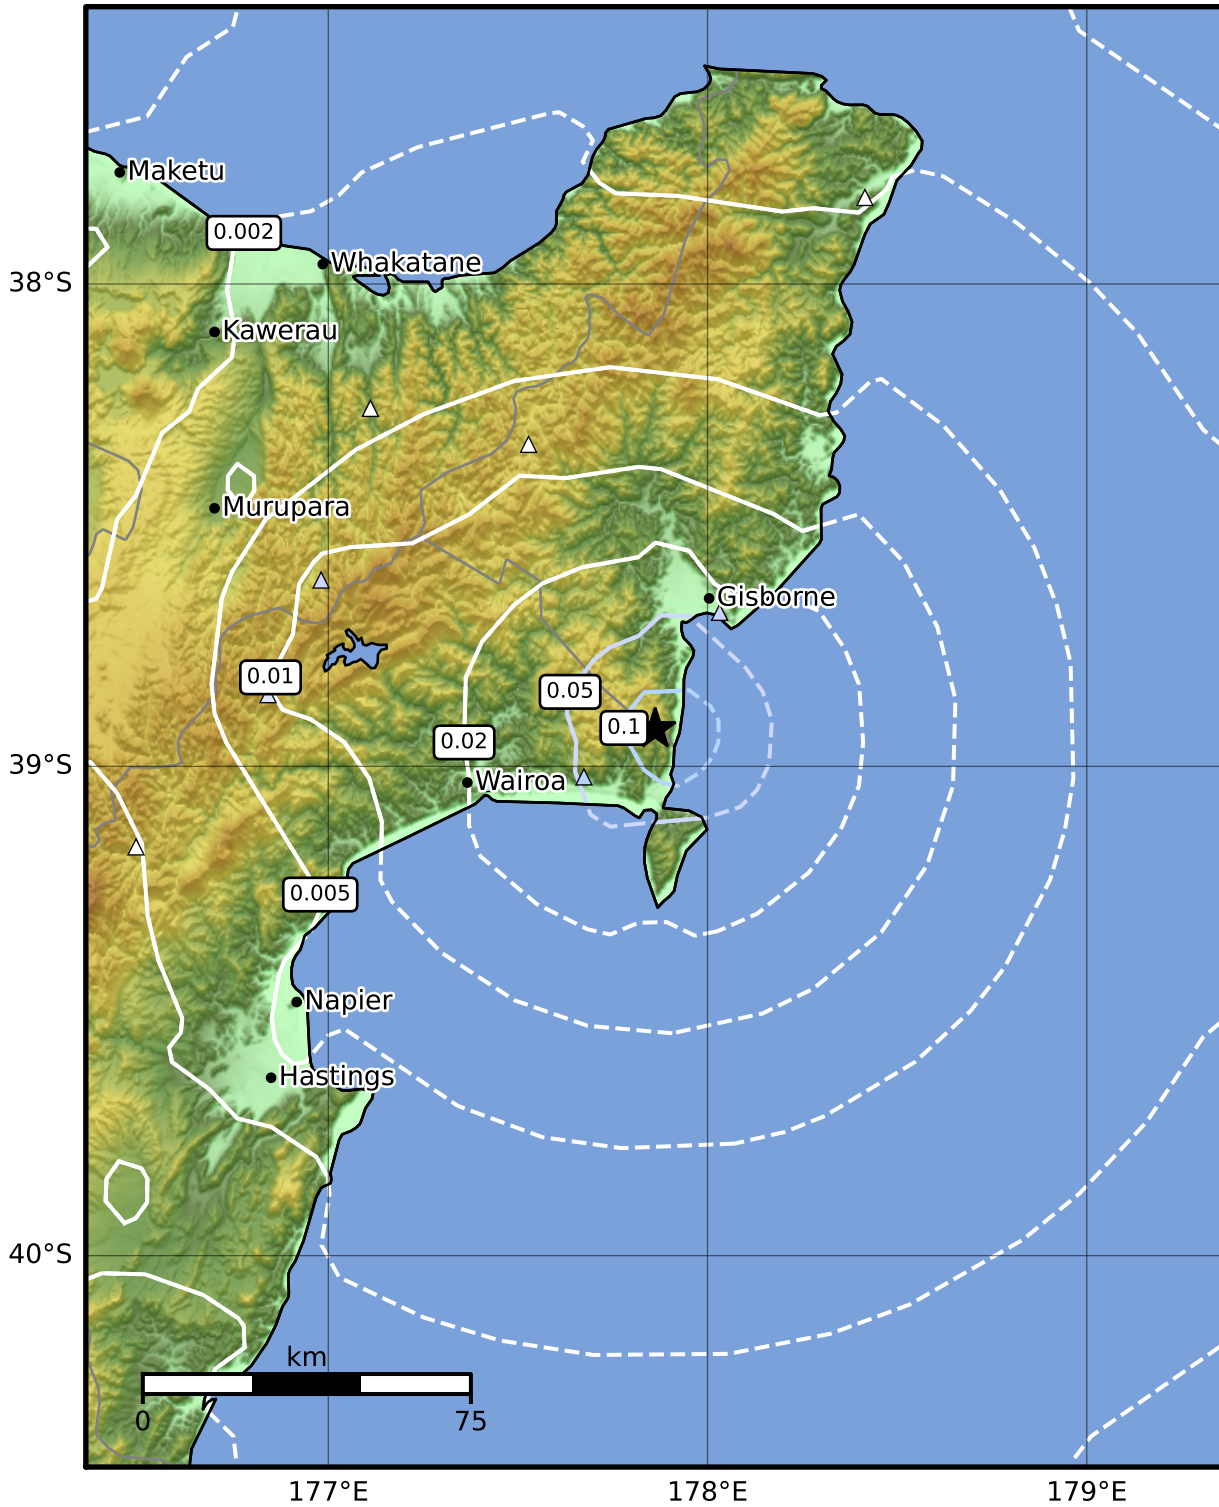 Maketu
0.002
Whakatane
38°S
Kawerau
Murupara
Gisborne
0.01
0.05
0.1
0.02
39°S
Wairoa
0.005
Napier
Hastings
40°S
km
0
75
177°E
178°E
179°E